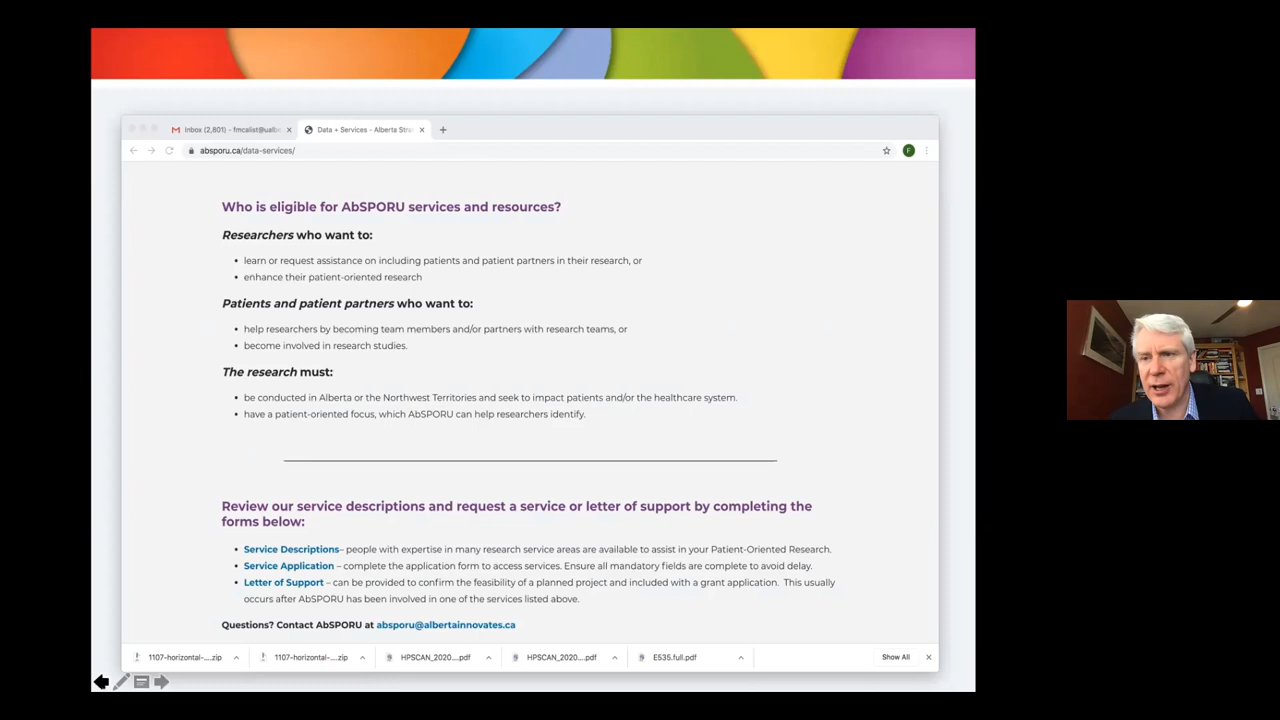 Inbox (2,801) - fmcalist@ualbe
Data + Services - Alberta Stra
absporu.ca/data-services/
F
Who is eligible for AbSPORU services and resources?
Researchers who want to:
• learn or request assistance on including patients and patient partners in their research, or
• enhance their patient-oriented research
Patients and patient partners who want to:
• help researchers by becoming team members and/or partners with research teams, or
• become involved in research studies.
The research must:
• be conducted in Alberta or the Northwest Territories and seek to impact patients and/or the healthcare system.
• have a patient-oriented focus, which AbSPORU can help researchers identify.
Review our service descriptions and request a service or letter of support by completing the
forms below:
• Service Descriptions– people with expertise in many research service areas are available to assist in your Patient-Oriented Research.
• Service Application – complete the application form to access services. Ensure all mandatory fields are complete to avoid delay.
• Letter of Support – can be provided to confirm the feasibility of a planned project and included with a grant application. This usually
occurs after AbSPORU has been involved in one of the services listed above.
Questions? Contact AbSPORU at absporu@albertainnovates.ca
1107-horizontal-....zip
1107-horizontal-....zip
HPSCAN_2020....pdf
HPSCAN_2020....pdf
E535.full.pdf
Show All